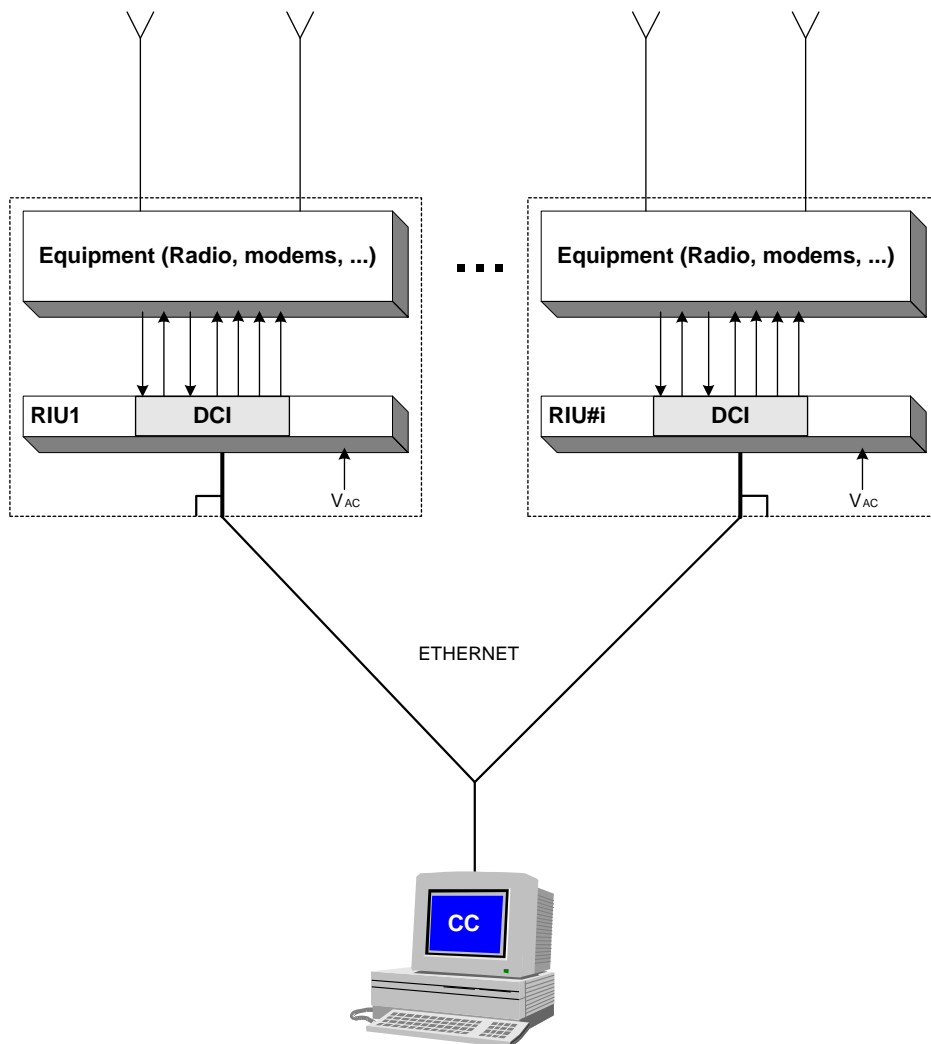 Equipment (Radio, modems, ...)
Equipment (Radio, modems, ...)
RIU1
DCI
RIU#i
DCI
VAC
VAC
ETHERNET
CC